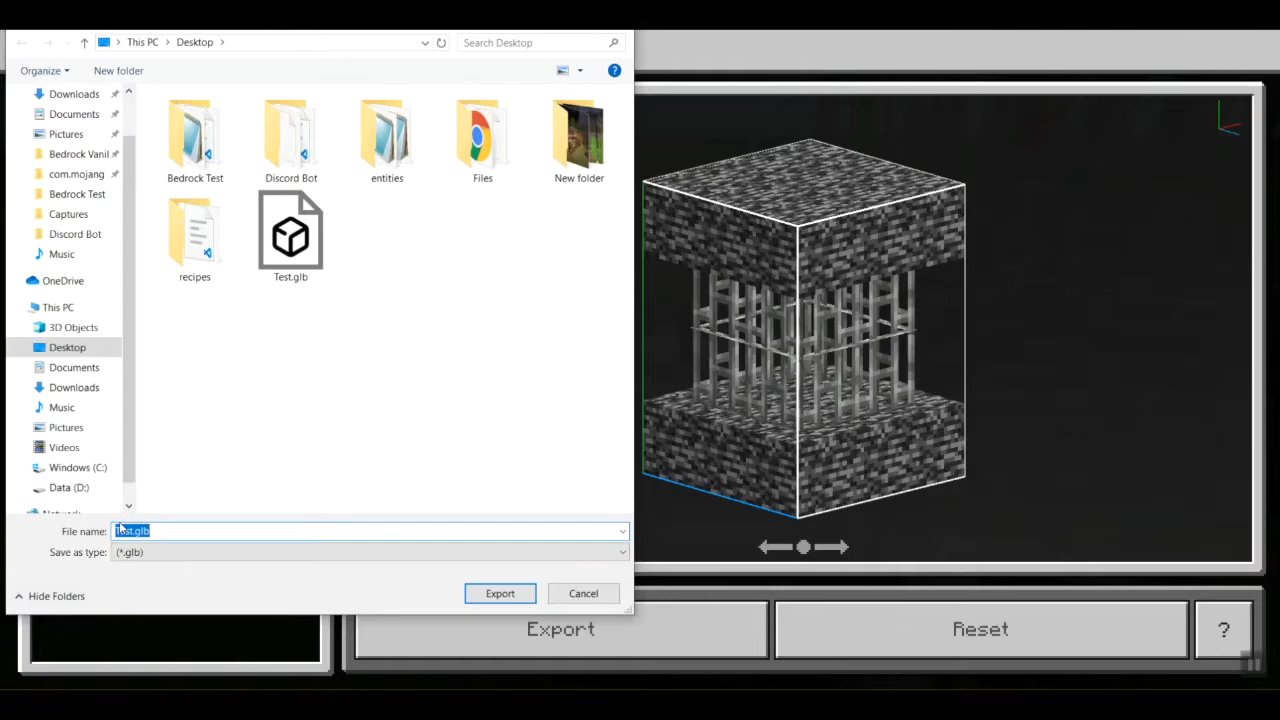 This PC > Desktop >
Search Desktop
Organize
New folder
Downloads
Documents
Pictures
Bedrock Vanil
com.mojang
Bedrock Test
Captures
Discord Bot
Music
OneDrive
This PC
3D Objects
Desktop
Documents
Downloads
Music
Pictures
Videos
Windows (C:)
Data (D:)
Network
Bedrock Test
Discord Bot
entities
Files
New folder
recipes
Test.glb
File name: Test.glb
Save as type: (*.glb)
Hide Folders
Export
Cancel
Export
Reset
?